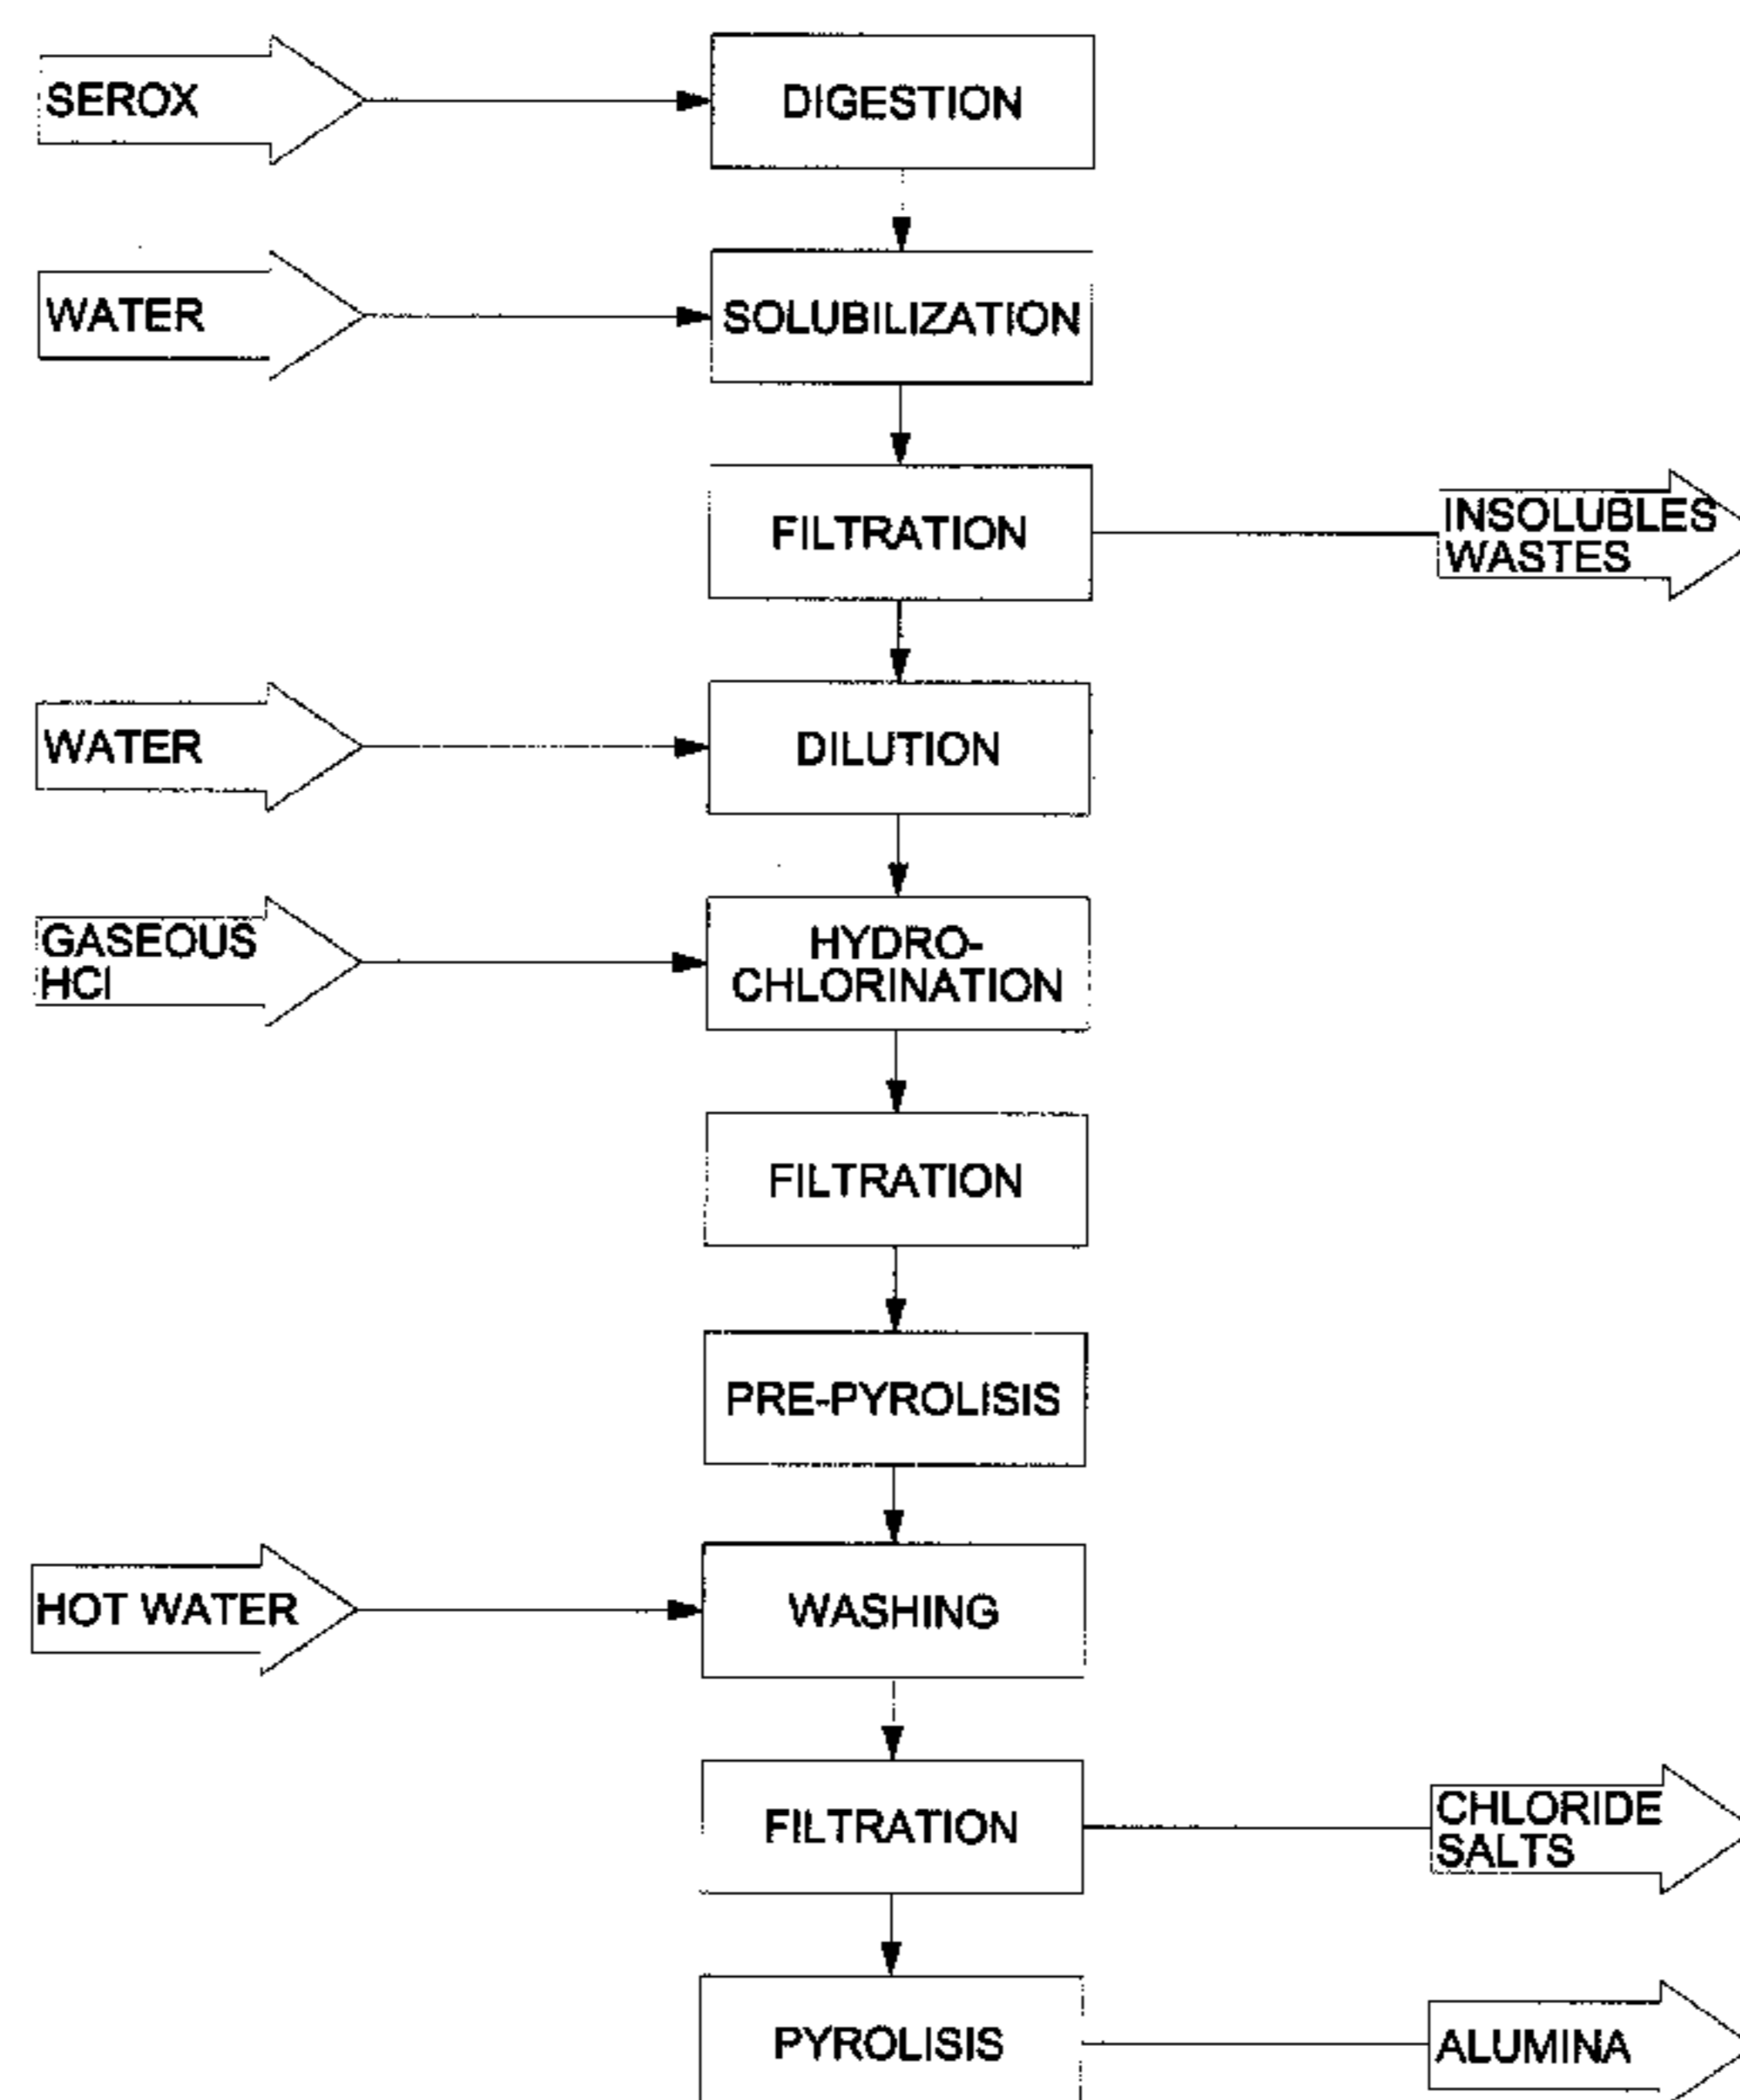 SEROX
DIGESTION
WATER
SOLUBILIZATION
FILTRATION
INSOLUBLES
WASTES
WATER
DILUTION
GASEOUS
HCl
HYDRO-
CHLORINATION
FILTRATION
PRE-PYROLISIS
HOT WATER
WASHING
FILTRATION
CHLORIDE
SALTS
PYROLISIS
ALUMINA